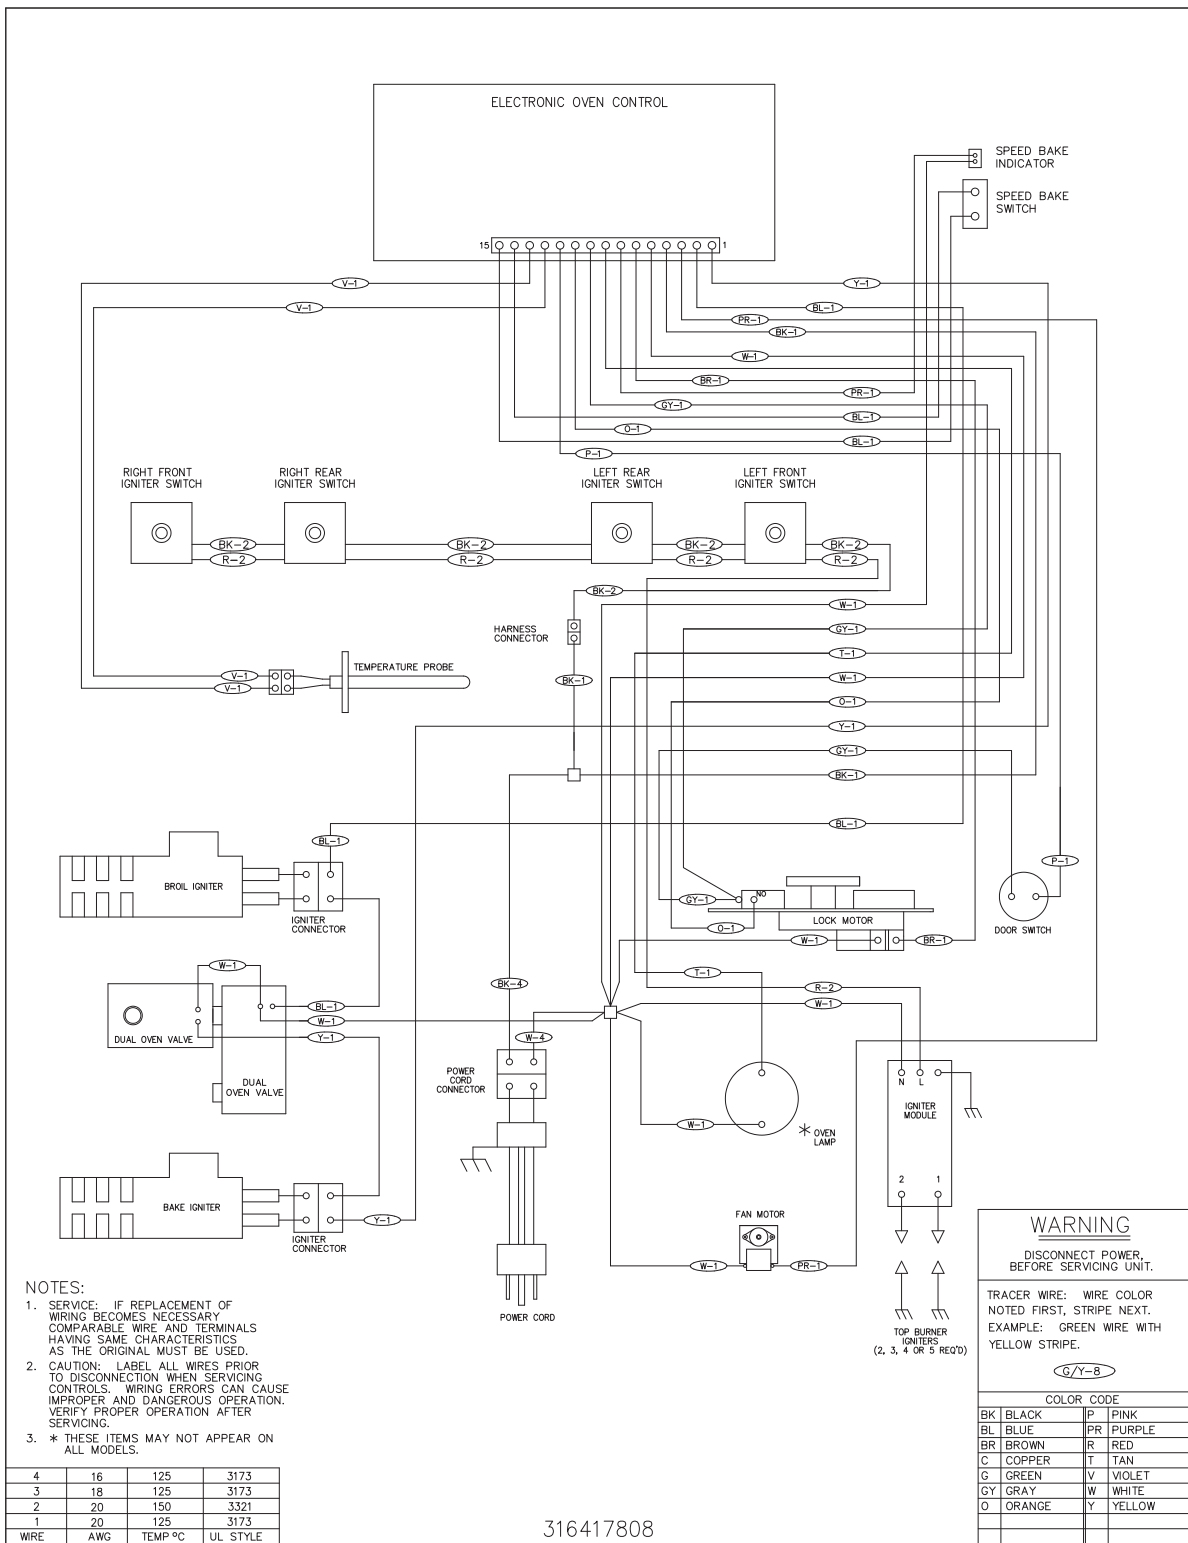 ELECTRONIC OVEN CONTROL
SPEED BAKE
INDICATOR
SPEED BAKE
SWITCH
15
1
V-1
Y-1
V-1
BL-1
PR-1
BK-1
W-1
BR-1
PR-1
GY-1
BL-1
O-1
BL-1
P-1
RIGHT FRONT
IGNITER SWITCH
RIGHT REAR
IGNITER SWITCH
LEFT REAR
IGNITER SWITCH
LEFT FRONT
IGNITER SWITCH
BK-2
BK-2
BK-2
BK-2
R-2
R-2
R-2
R-2
BK-2
W-1
HARNESS
CONNECTOR
GY-1
T-1
TEMPERATURE PROBE
V-1
V-1
BK-1
W-1
O-1
Y-1
GY-1
BK-1
BL-1
BL-1
P-1
BROIL IGNITER
IGNITER
CONNECTOR
GY-1
NO
LOCK MOTOR
O-1
W-1
BR-1
DOOR SWITCH
W-1
T-1
BK-4
R-2
BL-1
W-1
W-1
DUAL OVEN VALVE
Y-1
W-4
DUAL
OVEN VALVE
POWER
CORD
CONNECTOR
N
L
IGNITER
MODULE
W-1
* OVEN
LAMP
2
1
BAKE IGNITER
IGNITER
CONNECTOR
Y-1
FAN MOTOR
W-1
PR-1
POWER CORD
TOP BURNER
IGNITERS
(2, 3, 4 OR 5 REQ'D)
NOTES:
1. SERVICE: IF REPLACEMENT OF
WIRING BECOMES NECESSARY
COMPARABLE WIRE AND TERMINALS
HAVING SAME CHARACTERISTICS
AS THE ORIGINAL MUST BE USED.
2. CAUTION: LABEL ALL WIRES PRIOR
TO DISCONNECTION WHEN SERVICING
CONTROLS. WIRING ERRORS CAN CAUSE
IMPROPER AND DANGEROUS OPERATION.
VERIFY PROPER OPERATION AFTER
SERVICING.
3. * THESE ITEMS MAY NOT APPEAR ON
ALL MODELS.
4 16 125 3173
3 18 125 3173
2 20 150 3321
1 20 125 3173
WIRE AWG TEMP °C UL STYLE
316417808
WARNING
DISCONNECT POWER,
BEFORE SERVICING UNIT.
TRACER WIRE: WIRE COLOR
NOTED FIRST, STRIPE NEXT.
EXAMPLE: GREEN WIRE WITH
YELLOW STRIPE.
G/Y-8
COLOR CODE
BK BLACK P PINK
BL BLUE PR PURPLE
BR BROWN R RED
C COPPER T TAN
G GREEN V VIOLET
GY GRAY W WHITE
O ORANGE Y YELLOW